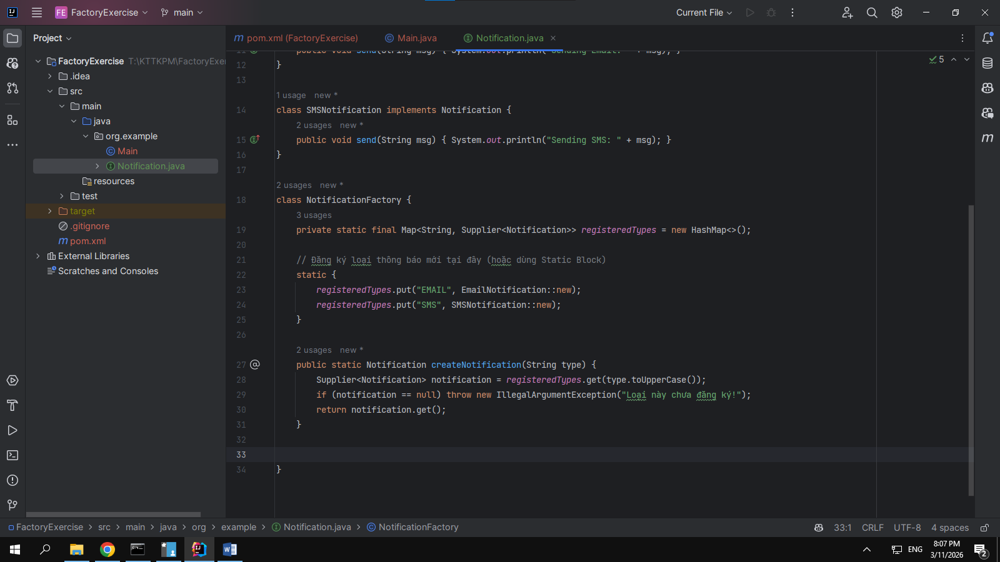 FE FactoryExercise main Current File
Project
pom.xml (FactoryExercise) Main.java Notification.java
FactoryExercise T:\KTTKPM\FactoryExer
.idea
src
main
java
org.example
Main
Notification.java
resources
test
target
.gitignore
pom.xml
External Libraries
Scratches and Consoles
5
12 }
13
1 usage new *
14 class SMSNotification implements Notification {
2 usages new *
15 public void send(String msg) { System.out.println("Sending SMS: " + msg); }
16 }
17
2 usages new *
18 class NotificationFactory {
3 usages
19 private static final Map<String, Supplier<Notification>> registeredTypes = new HashMap<>();
20
21 // Đăng ký loại thông báo mới tại đây (hoặc dùng Static Block)
22 static {
23 registeredTypes.put("EMAIL", EmailNotification::new);
24 registeredTypes.put("SMS", SMSNotification::new);
25 }
26
2 usages new *
27 public static Notification createNotification(String type) {
28 Supplier<Notification> notification = registeredTypes.get(type.toUpperCase());
29 if (notification == null) throw new IllegalArgumentException("Loại này chưa đăng ký!");
30 return notification.get();
31 }
32
33
34 }
FactoryExercise > src > main > java > org > example > Notification.java > NotificationFactory
33:1 CRLF UTF-8 4 spaces
ENG
8:07 PM
3/11/2026
2